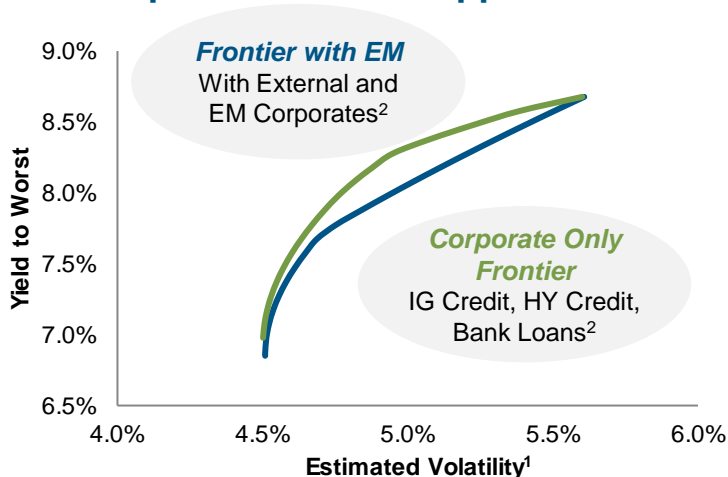 9.0%
8.5%
8.0%
7.5%
7.0%
6.5%
Yield to Worst
Frontier with EM
With External and
EM Corporates²
Corporate Only
Frontier
IG Credit, HY Credit,
Bank Loans²
4.0% 4.5% 5.0% 5.5% 6.0%
Estimated Volatility¹